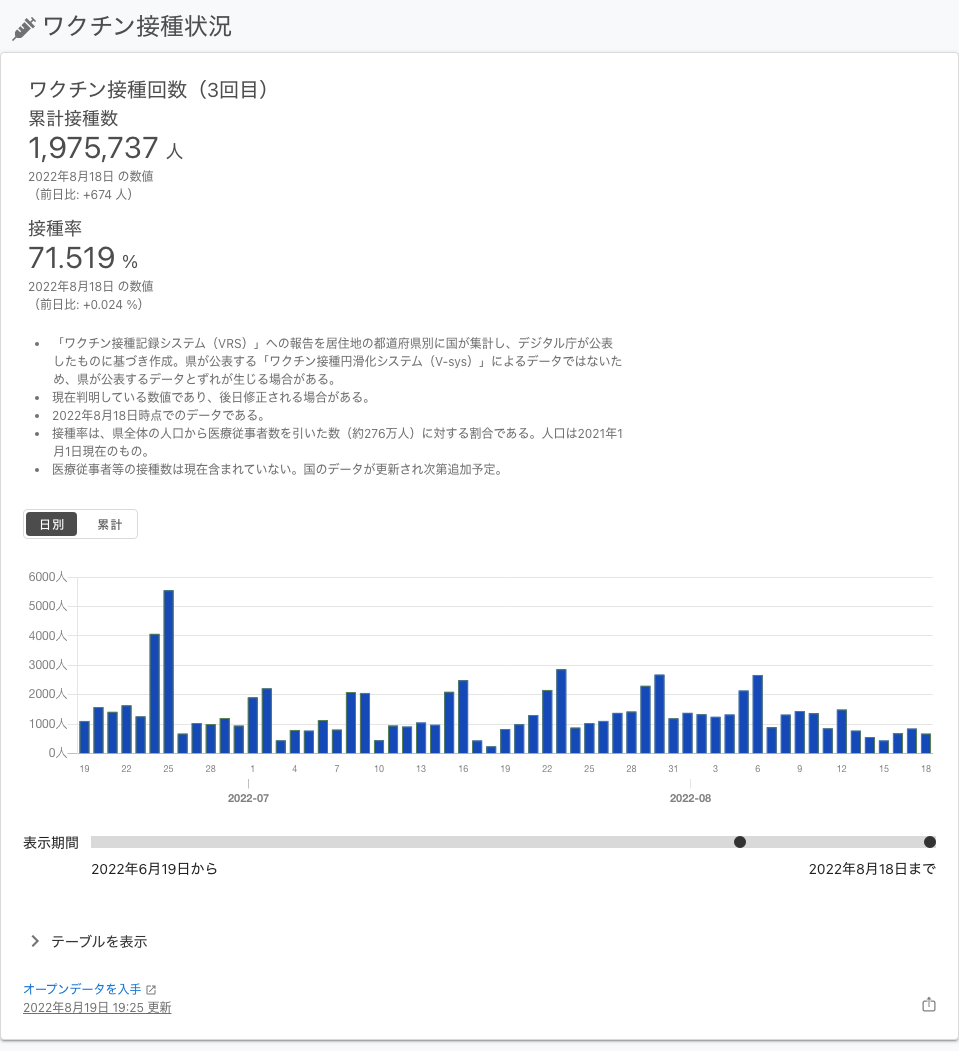 ワクチン接種状況
ワクチン接種回数（3回目）
累計接種数
1,975,737 人
2022年8月18日 の数値
（前日比: +674 人）
接種率
71.519 %
2022年8月18日 の数値
（前日比: +0.024 %）
• 「ワクチン接種記録システム（VRS）」への報告を居住地の都道府県別に国が集計し、デジタル庁が公表
したものに基づき作成。県が公表する「ワクチン接種円滑化システム（V-sys）」によるデータではないた
め、県が公表するデータとずれが生じる場合がある。
• 現在判明している数値であり、後日修正される場合がある。
• 2022年8月18日時点でのデータである。
• 接種率は、県全体の人口から医療従事者数を引いた数（約276万人）に対する割合である。人口は2021年1
月1日現在のもの。
• 医療従事者等の接種数は現在含まれていない。国のデータが更新され次第追加予定。
日別 累計
6000人
5000人
4000人
3000人
2000人
1000人
0人
19 22 25 28 1 4 7 10 13 16 19 22 25 28 31 3 6 9 12 15 18
2022-07 2022-08
表示期間
2022年6月19日から 2022年8月18日まで
テーブルを表示
オープンデータを入手
2022年8月19日 19:25 更新